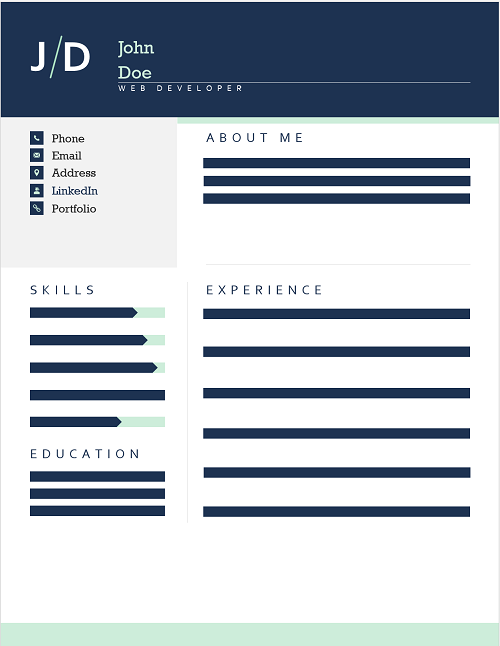 J/D
John
Doe
WEB DEVELOPER
Phone
Email
Address
LinkedIn
Portfolio
ABOUT ME
SKILLS
EDUCATION
EXPERIENCE